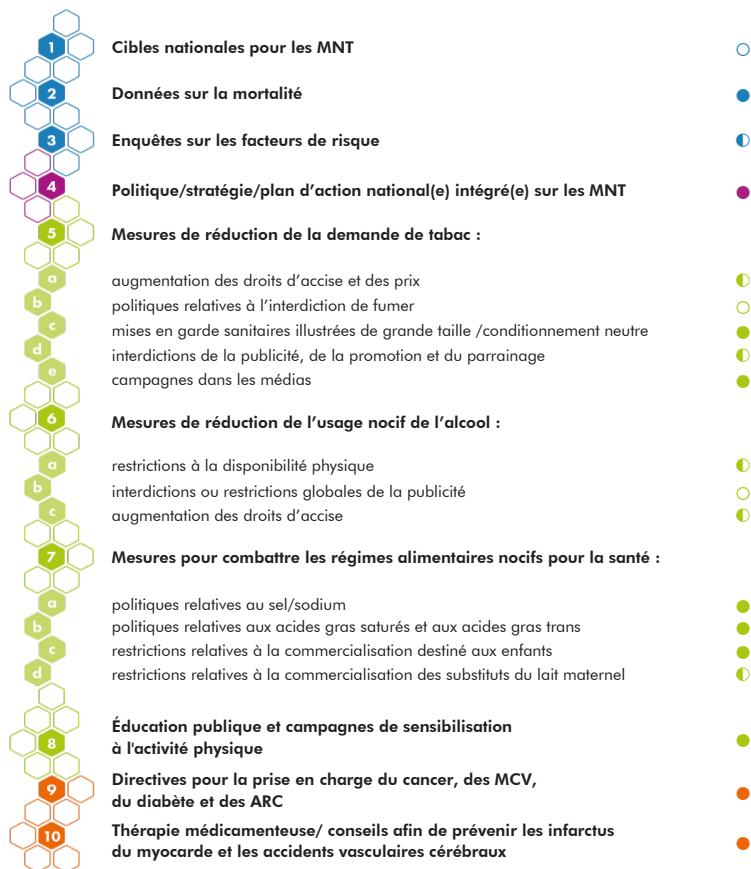 1 Cibles nationales pour les MNT ○
2 Données sur la mortalité ●
3 Enquêtes sur les facteurs de risque ◐
4 Politique/stratégie/plan d’action national(e) intégré(e) sur les MNT ●
5 Mesures de réduction de la demande de tabac :
a augmentation des droits d’accise et des prix ◐
b politiques relatives à l’interdiction de fumer ○
c mises en garde sanitaires illustrées de grande taille /conditionnement neutre ●
d interdictions de la publicité, de la promotion et du parrainage ◐
e campagnes dans les médias ●
6 Mesures de réduction de l’usage nocif de l’alcool :
a restrictions à la disponibilité physique ◐
b interdictions ou restrictions globales de la publicité ○
c augmentation des droits d’accise ◐
7 Mesures pour combattre les régimes alimentaires nocifs pour la santé :
a politiques relatives au sel/sodium ●
b politiques relatives aux acides gras saturés et aux acides gras trans ●
c restrictions relatives à la commercialisation destiné aux enfants ●
d restrictions relatives à la commercialisation des substituts du lait maternel ◐
Éducation publique et campagnes de sensibilisation
8 à l'activité physique ●
9 Directives pour la prise en charge du cancer, des MCV,
du diabète et des ARC ●
10 Thérapie médicamenteuse/ conseils afin de prévenir les infarctus
du myocarde et les accidents vasculaires cérébraux ●